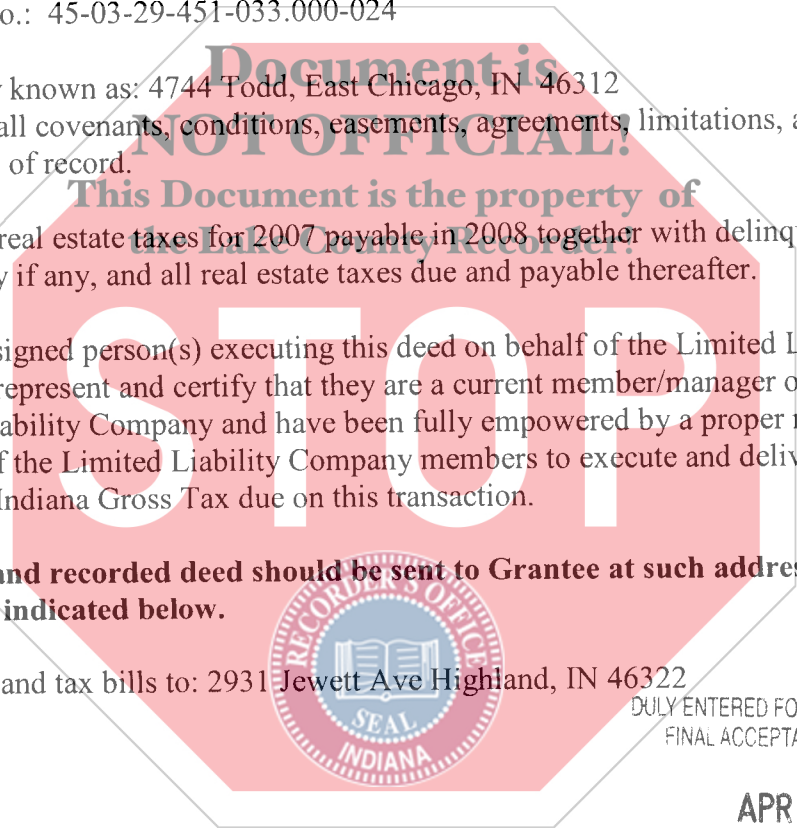 o.: 45-03-29-451-033.000-024
Document is
known as: 4744 Todd, East Chicago, IN 46312
all covenants, conditions, easements, agreements, limitations, a
NOT OFFICIAL!
of record.
This Document is the property of
real estate taxes for 2007 payable in 2008 together with delinq
the Lake County Recorder!
y if any, and all real estate taxes due and payable thereafter.
signed person(s) executing this deed on behalf of the Limited L
represent and certify that they are a current member/manager o
ability Company and have been fully empowered by a proper r
f the Limited Liability Company members to execute and deliv
Indiana Gross Tax due on this transaction.
STOP
and recorded deed should be sent to Grantee at such addres
indicated below.
RECORDER'S OFFICE
and tax bills to: 2931 Jewett Ave Highland, IN 46322
SEAL
INDIANA
DULY ENTERED FO
FINAL ACCEPTA
APR